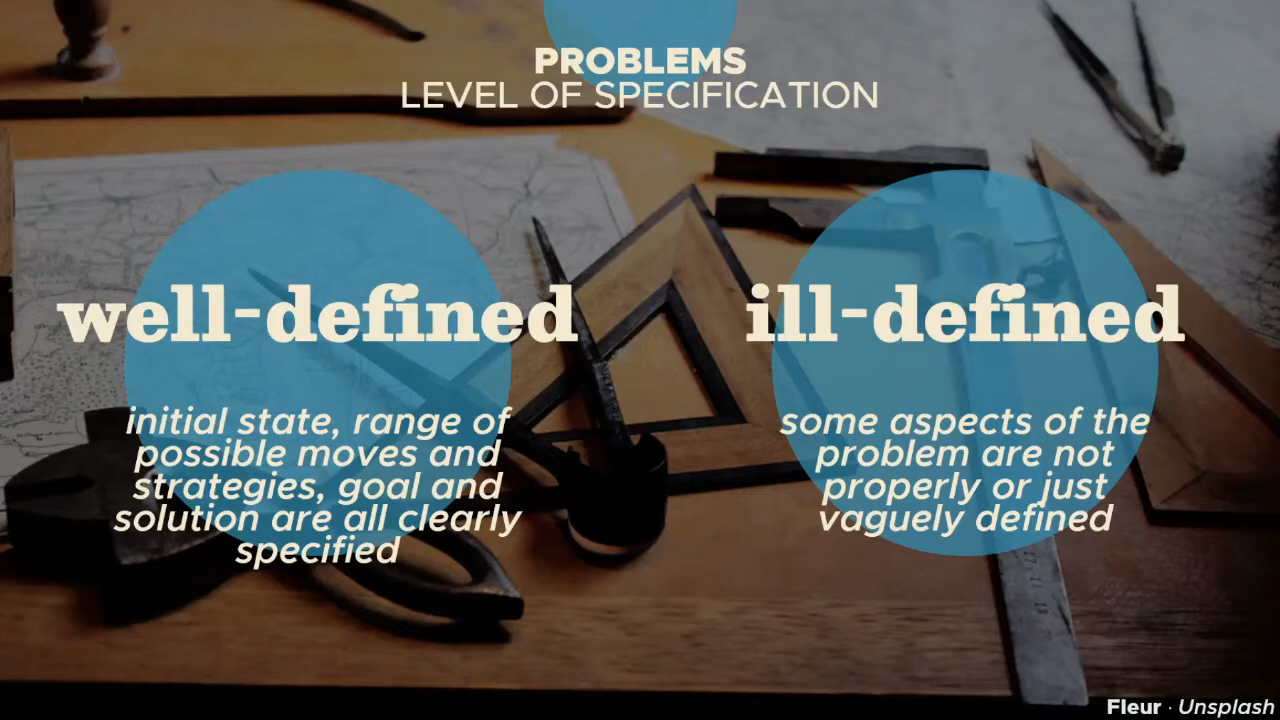 PROBLEMS
LEVEL OF SPECIFICATION
well-defined
initial state, range of
possible moves and
strategies, goal and
solution are all clearly
specified
ill-defined
some aspects of the
problem are not
properly or just
vaguely defined
Fleur · Unsplash